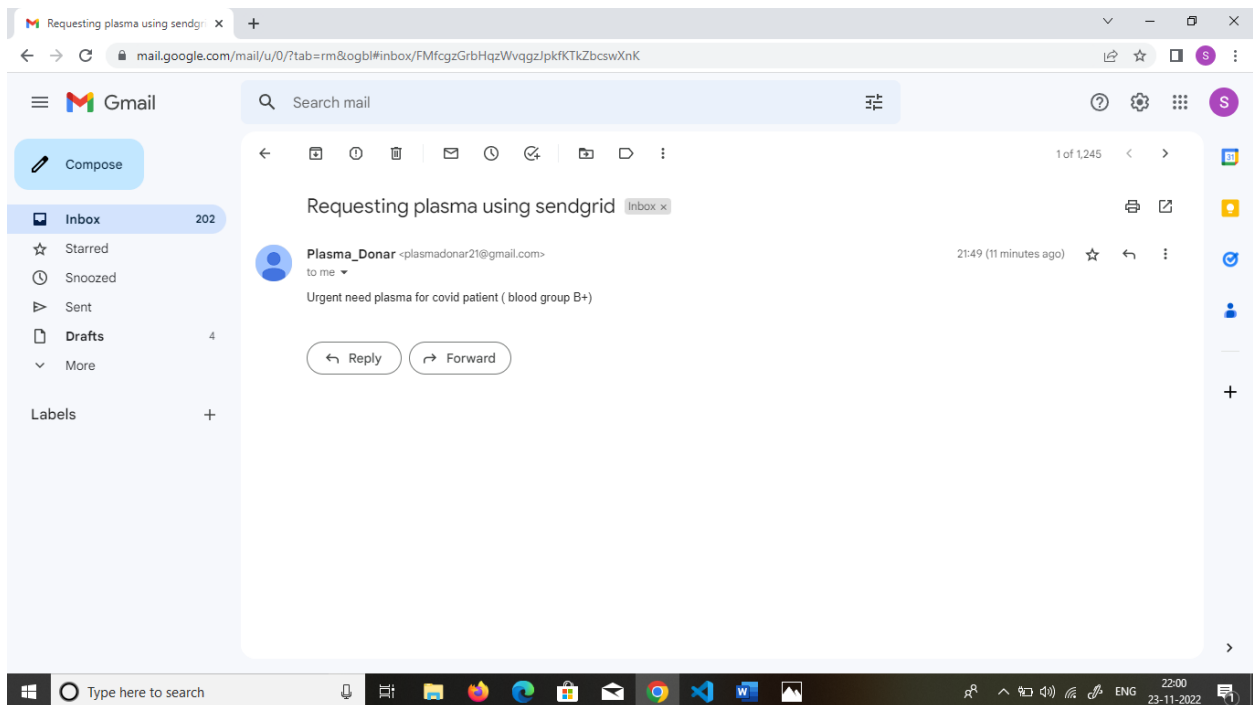 Requesting plasma using sendgri
mail.google.com/mail/u/0/?tab=rm&ogbl#inbox/FMfcgzGrbHqzWvqgzJpkfKTkZbcswXnK
S
Gmail
Search mail
S
Compose
1 of 1,245
31
Requesting plasma using sendgrid Inbox ×
Inbox 202
Starred
Plasma_Donar <plasmadonar21@gmail.com> 21:49 (11 minutes ago)
to me
Snoozed
Urgent need plasma for covid patient ( blood group B+)
Sent
Drafts 4
Reply Forward
More
Labels
Type here to search
W
ENG
22:00
23-11-2022
1